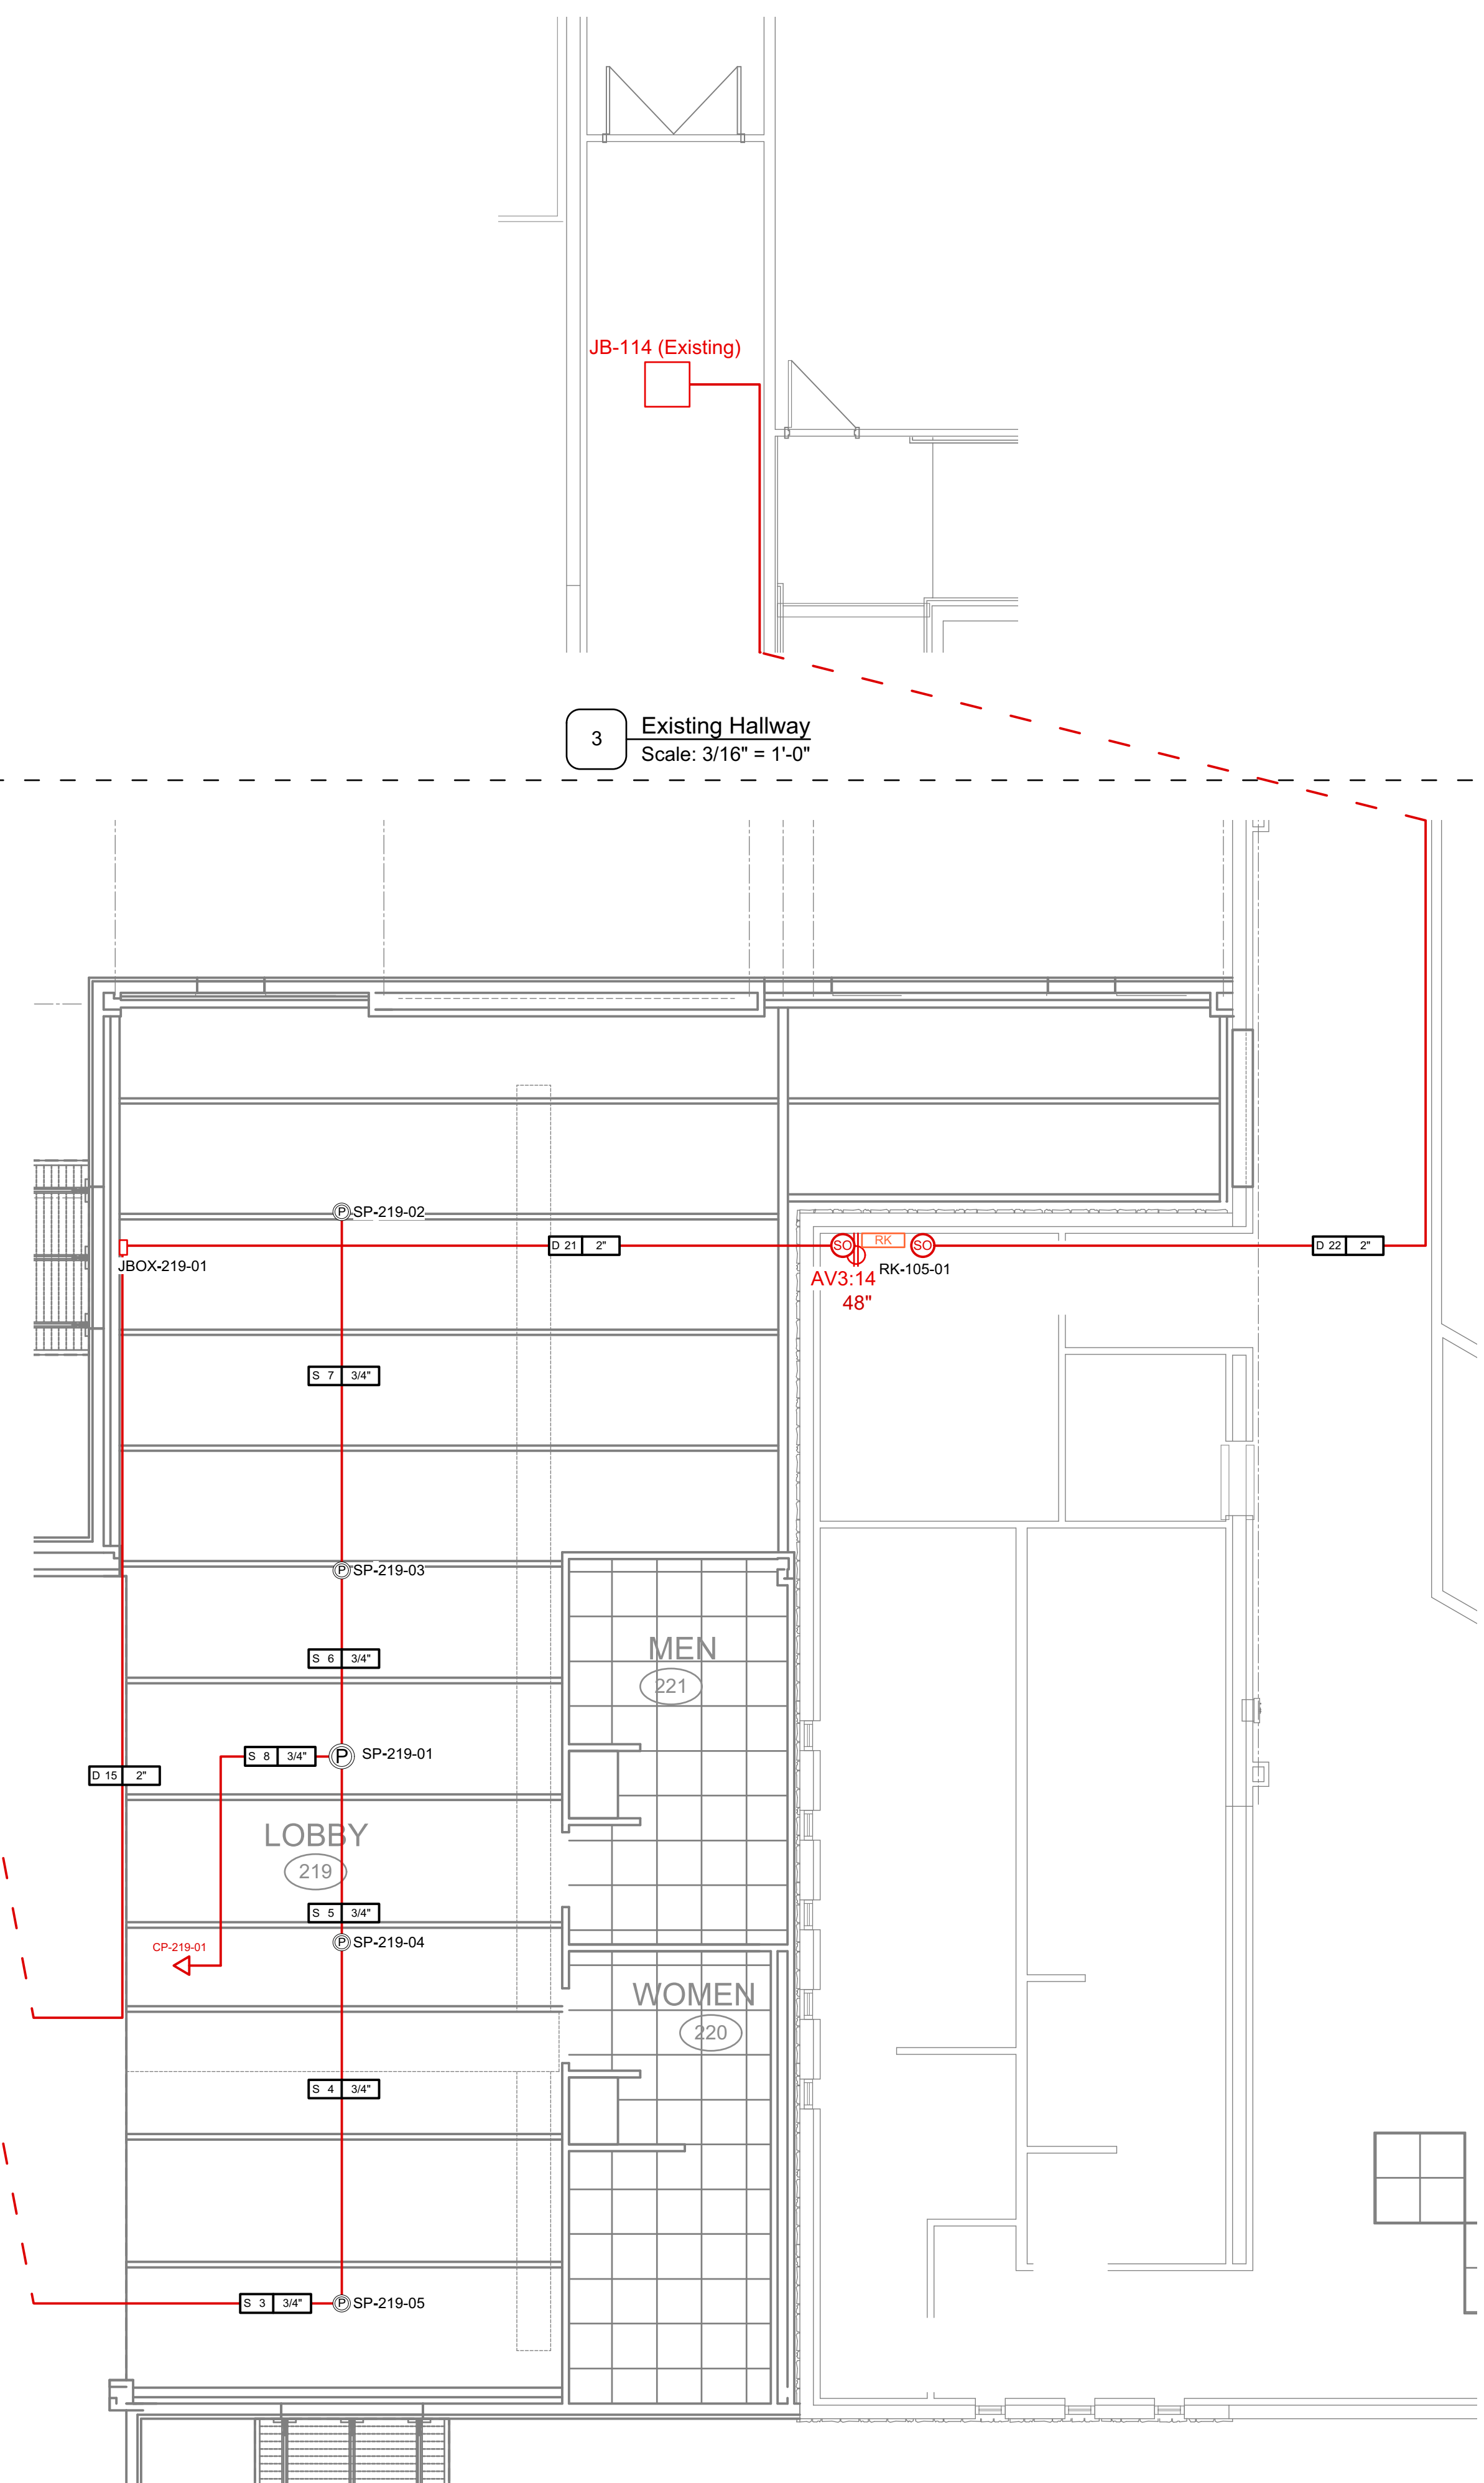 JB-114 (Existing)
3
Existing Hallway
Scale: 3/16" = 1'-0"
P SP-219-02
D 21 2"
SO
RK
SO
D 22 2"
JBOX-219-01
RK-105-01
AV3:14
48"
S 7 3/4"
P SP-219-03
MEN
221
S 6 3/4"
S 8 3/4"
P SP-219-01
D 15 2"
LOBBY
219
S 5 3/4"
P SP-219-04
CP-219-01
WOMEN
220
S 4 3/4"
S 3 3/4"
P SP-219-05